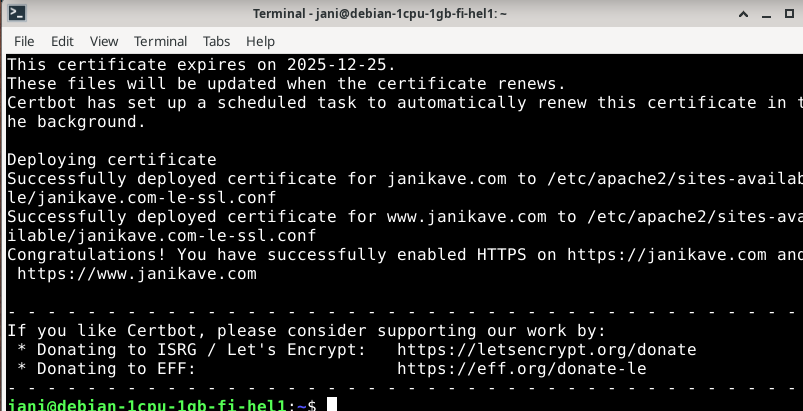 Terminal - jani@debian-1cpu-1gb-fi-hel1: ~
File Edit View Terminal Tabs Help
This certificate expires on 2025-12-25.
These files will be updated when the certificate renews.
Certbot has set up a scheduled task to automatically renew this certificate in t
he background.

Deploying certificate
Successfully deployed certificate for janikave.com to /etc/apache2/sites-availab
le/janikave.com-le-ssl.conf
Successfully deployed certificate for www.janikave.com to /etc/apache2/sites-ava
ilable/janikave.com-le-ssl.conf
Congratulations! You have successfully enabled HTTPS on https://janikave.com and
 https://www.janikave.com

- - - - - - - - - - - - - - - - - - - - - - - - - - - - - - - - - - - - - - - -
If you like Certbot, please consider supporting our work by:
 * Donating to ISRG / Let's Encrypt:   https://letsencrypt.org/donate
 * Donating to EFF:                    https://eff.org/donate-le
- - - - - - - - - - - - - - - - - - - - - - - - - - - - - - - - - - - - - - - -
jani@debian-1cpu-1gb-fi-hel1:~$